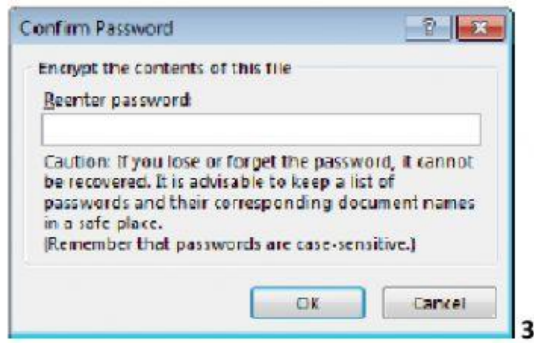 Confirm Password
?
Encrypt the contents of this file
Reenter password:
Caution: If you lose or forget the password, it cannot
be recovered. It is advisable to keep a list of
passwords and their corresponding document names
in a safe place.
(Remember that passwords are case-sensitive.)
OK
Cancel
3